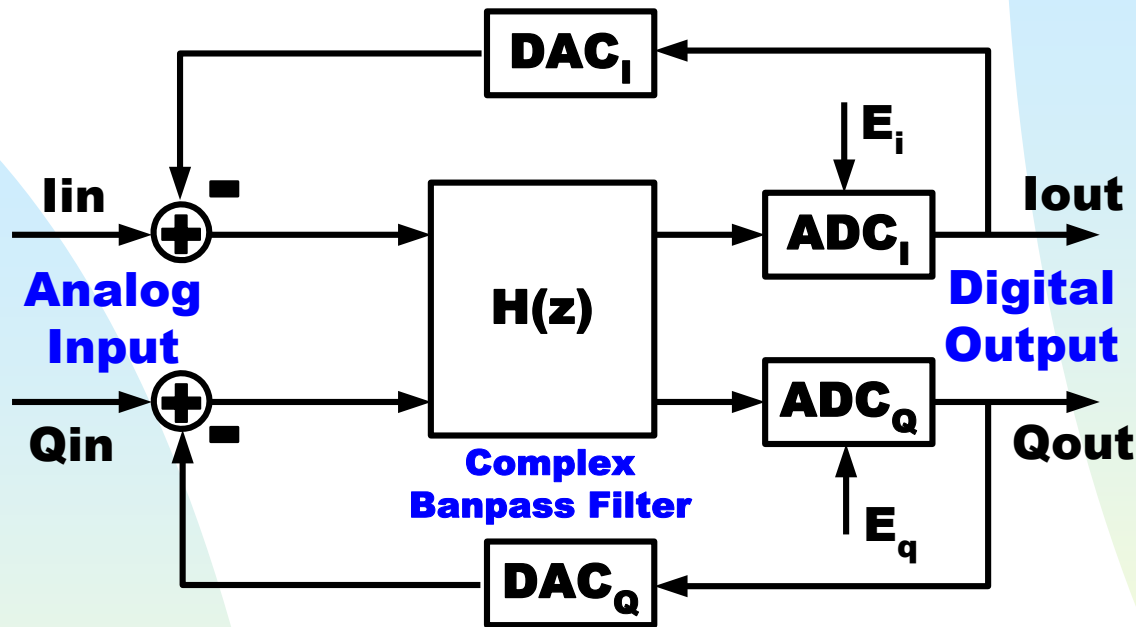 DAC_I
E_i
Iin
Iout
-
+
ADC_I
Analog
Input
H(z)
Digital
Output
+
-
ADC_Q
Qin
Qout
Complex
Banpass Filter
E_q
DAC_Q